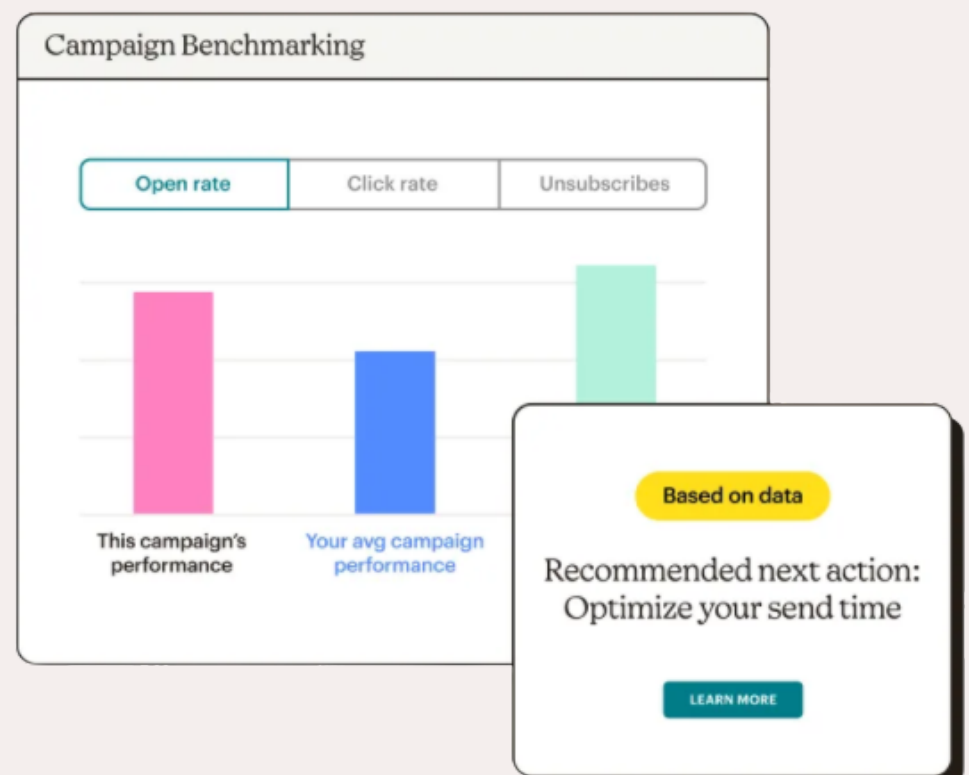 Campaign Benchmarking
Open rate
Click rate
Unsubscribes
This campaign's
performance
Your avg campaign
performance
Based on data
Recommended next action:
Optimize your send time
LEARN MORE